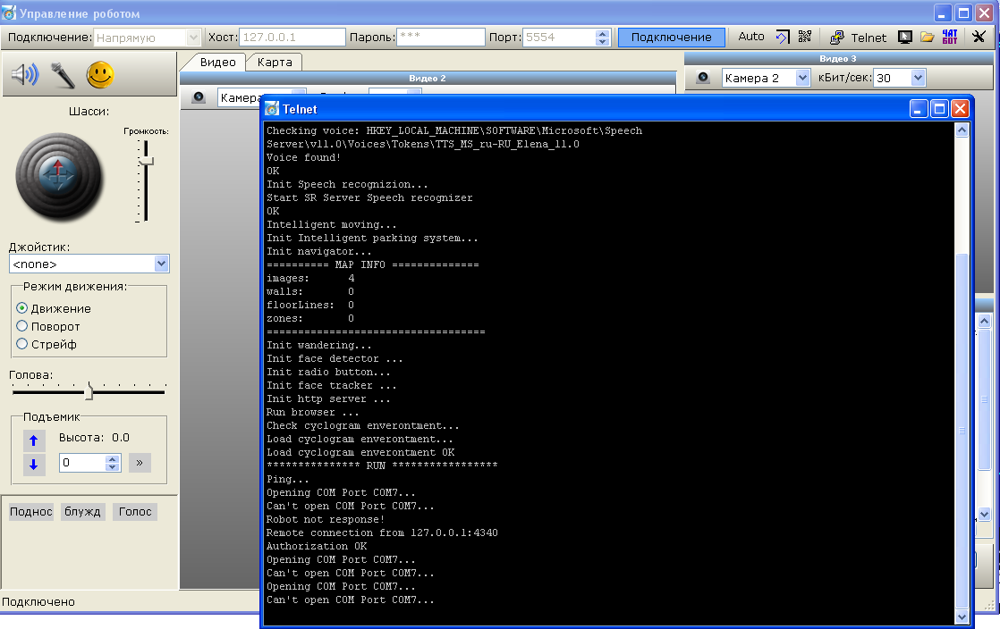 Управление роботом
Подключение: Напрямую Хост: 127.0.0.1 Пароль: *** Порт: 5554 Подключение Auto Telnet ЧАТ БОТ
Видео Карта
Видео 2
Видео 3
Камера
Камера 2 кБит/сек: 30
Шасси:
Громкость:
Джойстик:
<none>
Режим движения:
Движение
Поворот
Стрейф
Голова:
Подъемик
Высота: 0.0
0 »
Поднос блужд Голос
Подключено
Telnet
Checking voice: HKEY_LOCAL_MACHINE\SOFTWARE\Microsoft\Speech
Server\v11.0\Voices\Tokens\TTS_MS_ru-RU_Elena_11.0
Voice found!
OK
Init Speech recognizion...
Start SR Server Speech recognizer
OK
Intelligent moving...
Init Intelligent parking system...
Init navigator...
========== MAP INFO ==============
images: 4
walls: 0
floorLines: 0
zones: 0
===================================
Init wandering...
Init face detector ...
Init radio button...
Init face tracker ...
Init http server ...
Run browser ...
Check cyclogram enverontment...
Load cyclogram enverontment...
Load cyclogram enverontment OK
*************** RUN *****************
Ping...
Opening COM Port COM7...
Can't open COM Port COM7...
Robot not response!
Remote connection from 127.0.0.1:4340
Authorization OK
Opening COM Port COM7...
Can't open COM Port COM7...
Opening COM Port COM7...
Can't open COM Port COM7...